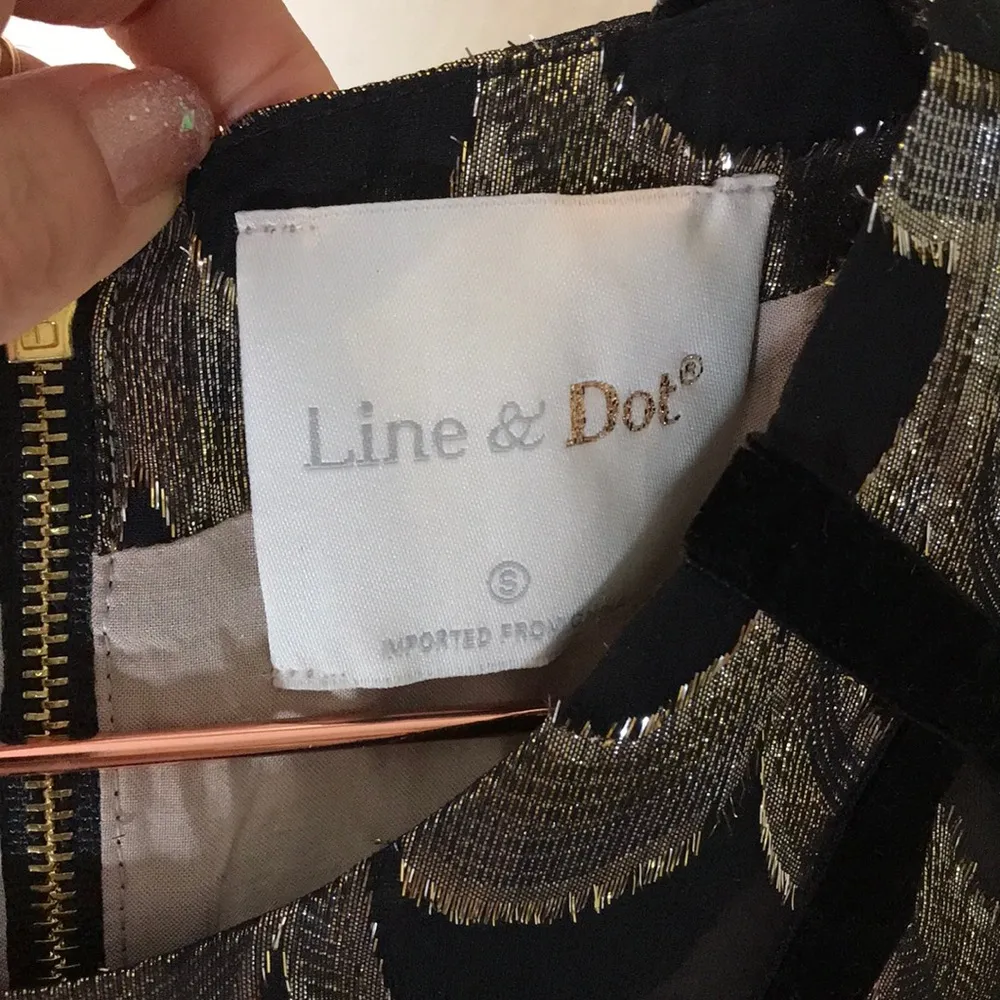 Line & Dot®
S
IMPORTED FROM